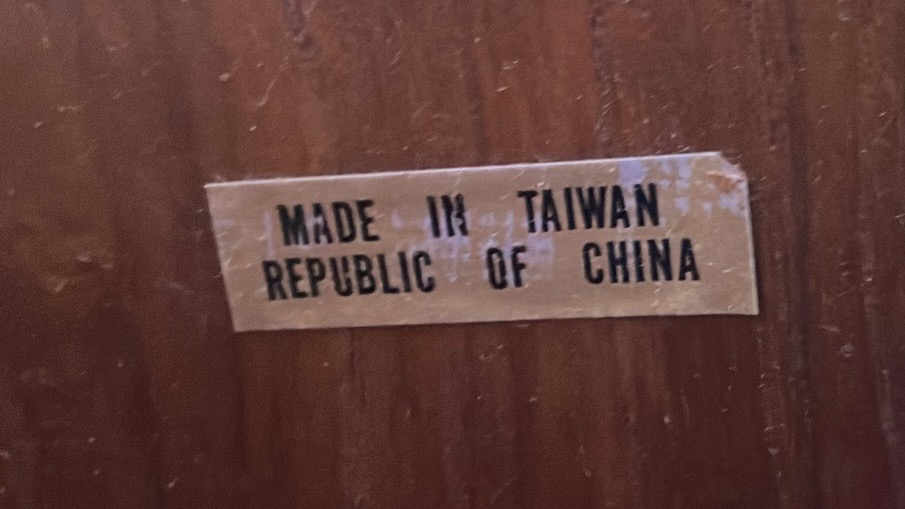 MADE IN TAIWAN
REPUBLIC OF CHINA